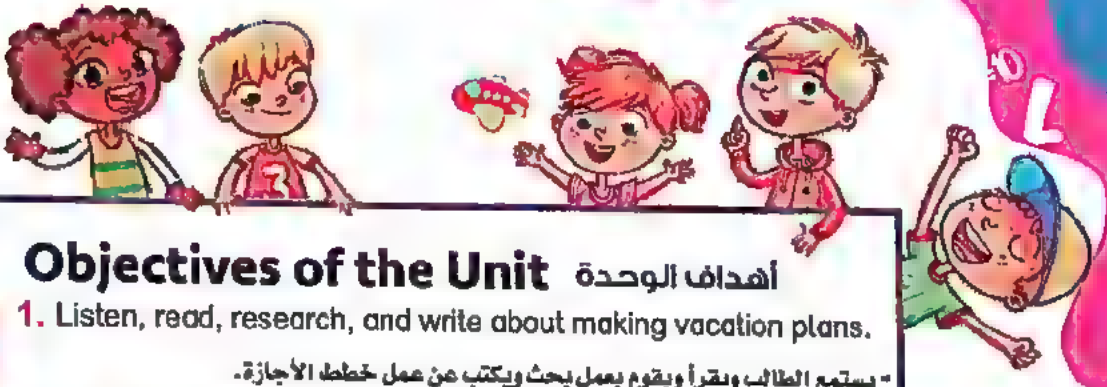 Objectives of the Unit أهداف الوحدة
1. Listen, read, research, and write about making vacation plans.
- يستمع الطالب ويقرأ ويقوم بعمل بحث ويكتب عن عمل خطط الأجازة.